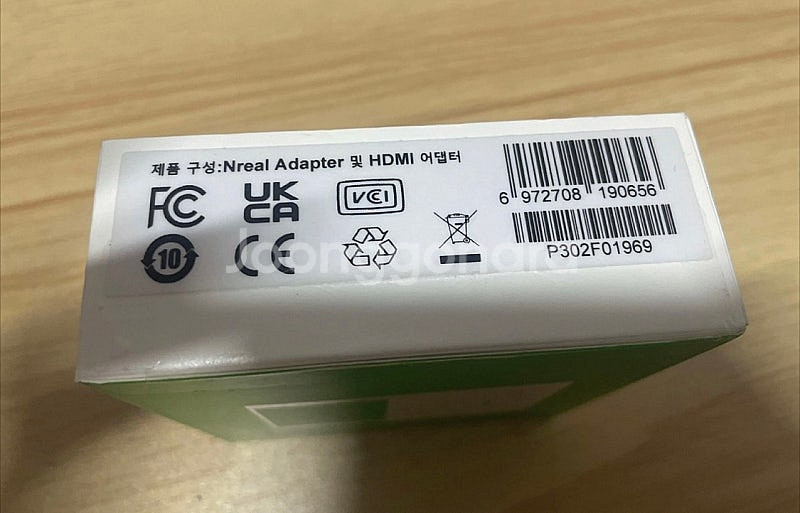 제품 구성:Nreal Adapter 및 HDMI 어댑터
FC
UK
CA
VCI
10
CE
6 972708 190656
P302F01969
Joonggonara